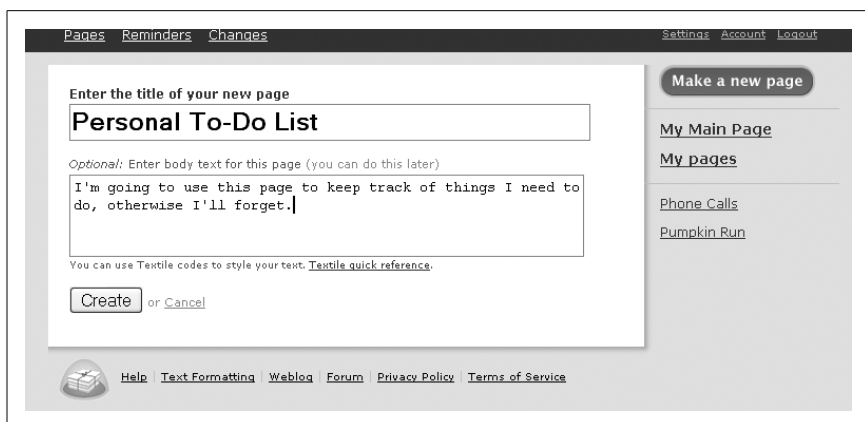 Pages Reminders Changes
Settings Account Logout
Enter the title of your new page
Personal To-Do List
Optional: Enter body text for this page (you can do this later)
I'm going to use this page to keep track of things I need to
do, otherwise I'll forget.
You can use Textile codes to style your text. Textile quick reference.
Create or Cancel
Make a new page
My Main Page
My pages
Phone Calls
Pumpkin Run
Help | Text Formatting | Weblog | Forum | Privacy Policy | Terms of Service